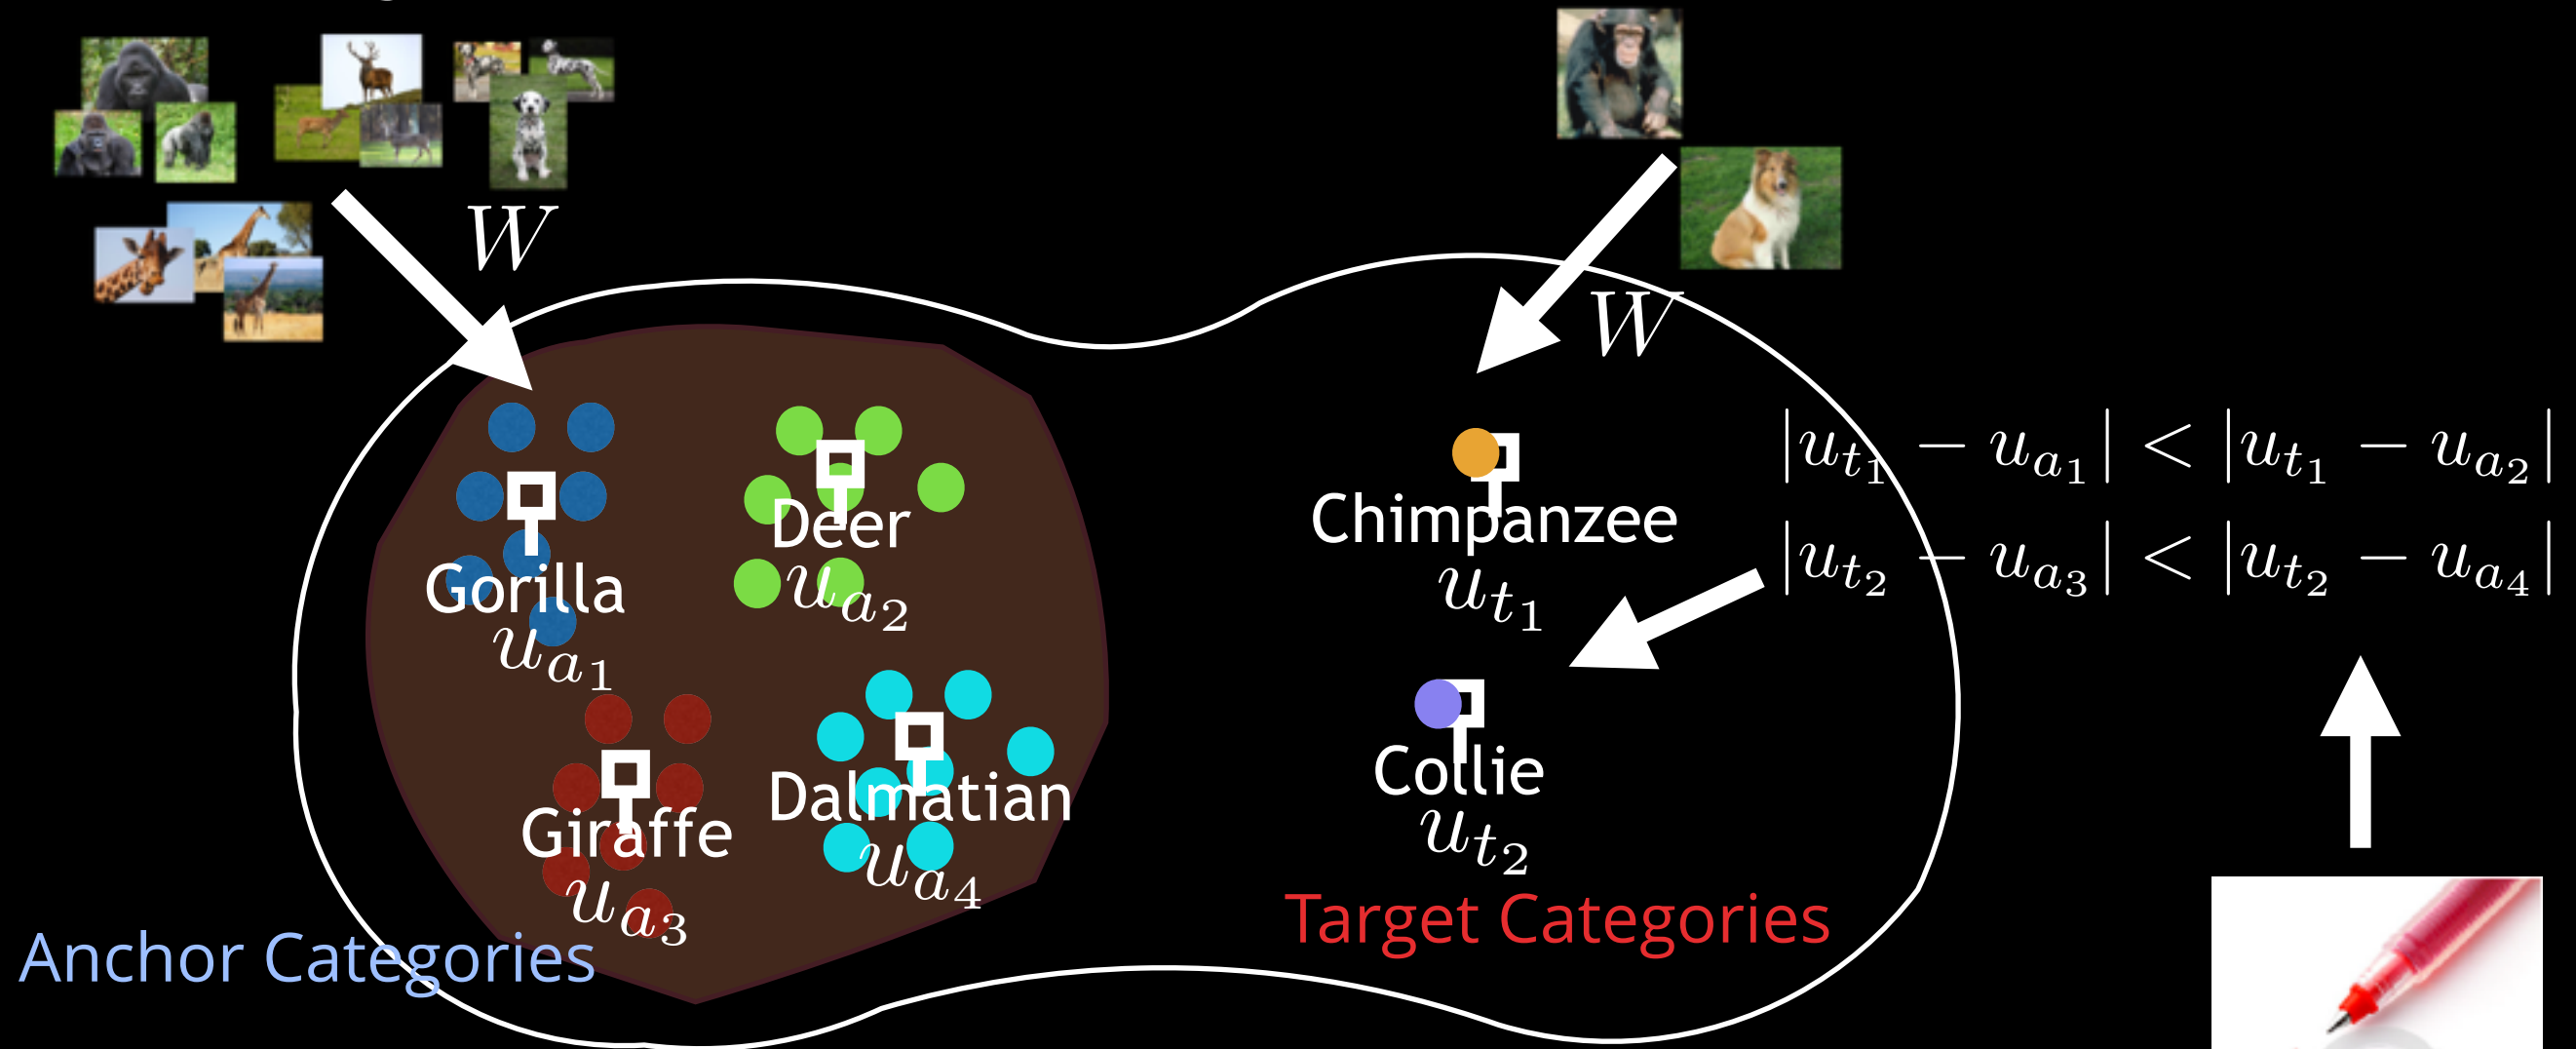 W
W
|u_{t_1} − u_{a_1}| < |u_{t_1} − u_{a_2}|
Deer
u_{a_2}
Chimpanzee
u_{t_1}
|u_{t_2} − u_{a_3}| < |u_{t_2} − u_{a_4}|
Gorilla
u_{a_1}
Dalmatian
u_{a_4}
Collie
u_{t_2}
Giraffe
u_{a_3}
Target Categories
Anchor Categories